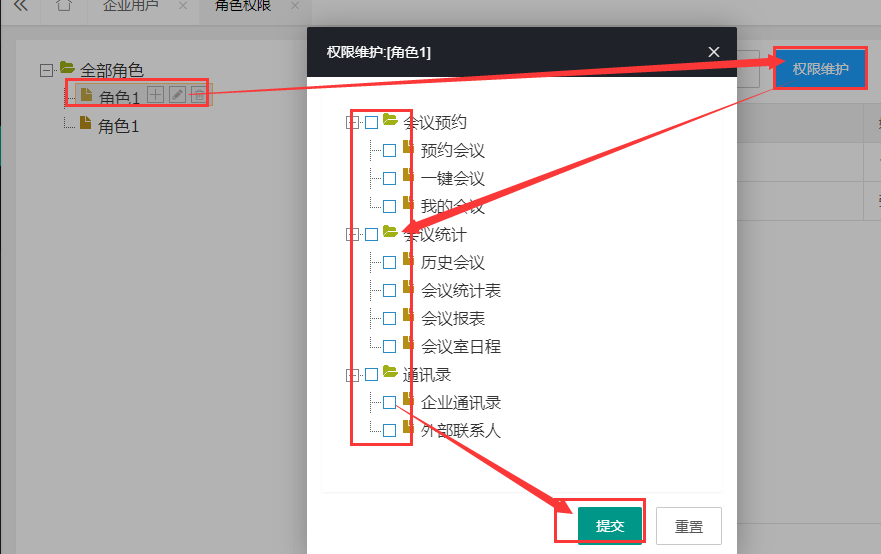 企业用户
角色权限
全部角色
角色1
角色1
权限维护:[角色1]
权限维护
会议预约
预约会议
一键会议
我的会议
会议统计
历史会议
会议统计表
会议报表
会议室日程
通讯录
企业通讯录
外部联系人
提交
重置